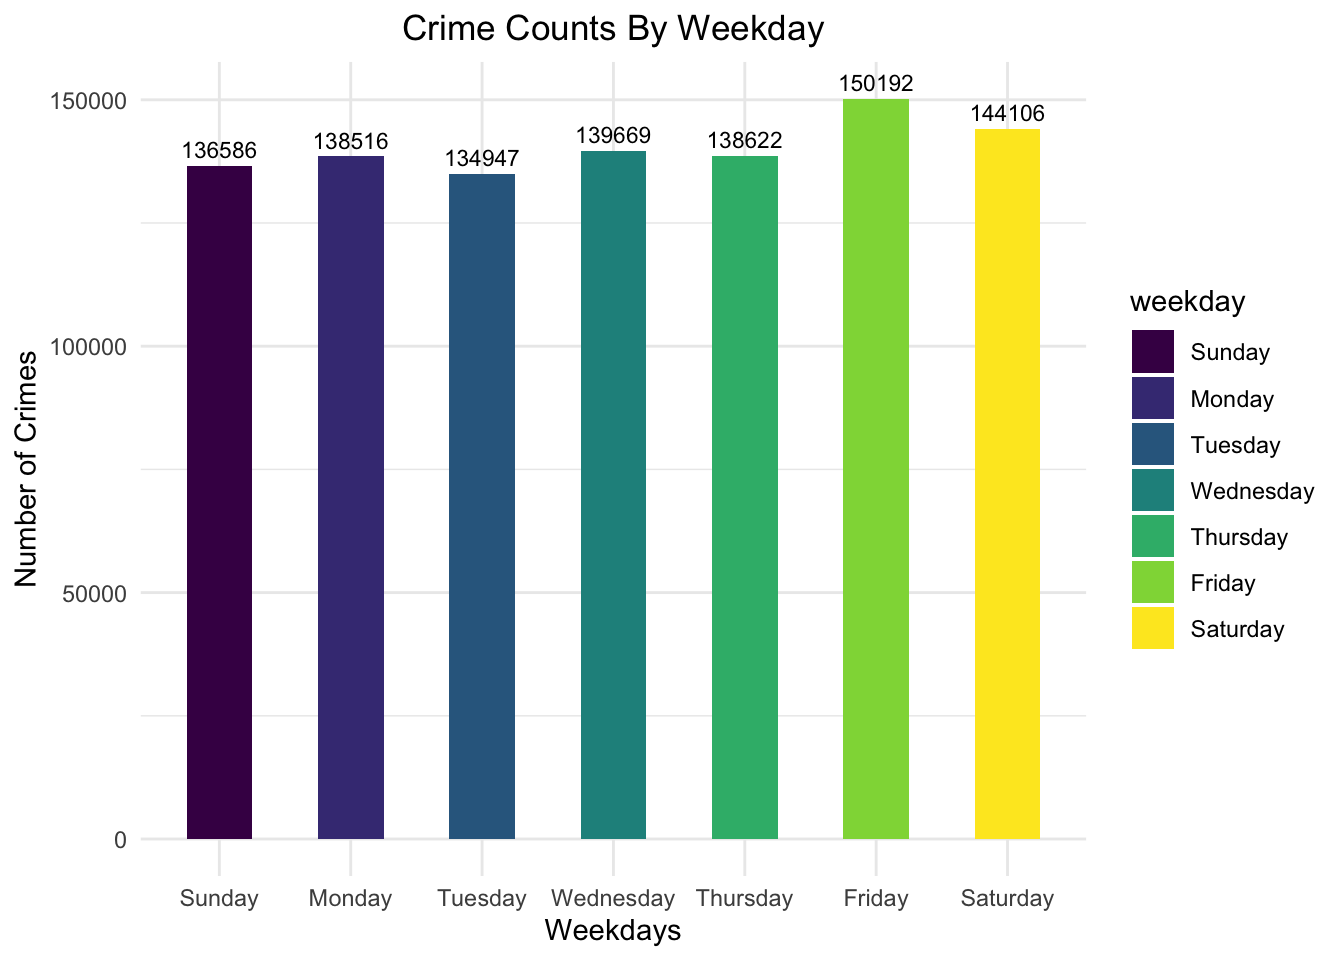 Crime Counts By Weekday
150000
100000
50000
0
Number of Crimes
136586
138516
134947
139669
138622
150192
144106
Sunday Monday Tuesday Wednesday Thursday Friday Saturday
Weekdays
weekday
Sunday
Monday
Tuesday
Wednesday
Thursday
Friday
Saturday